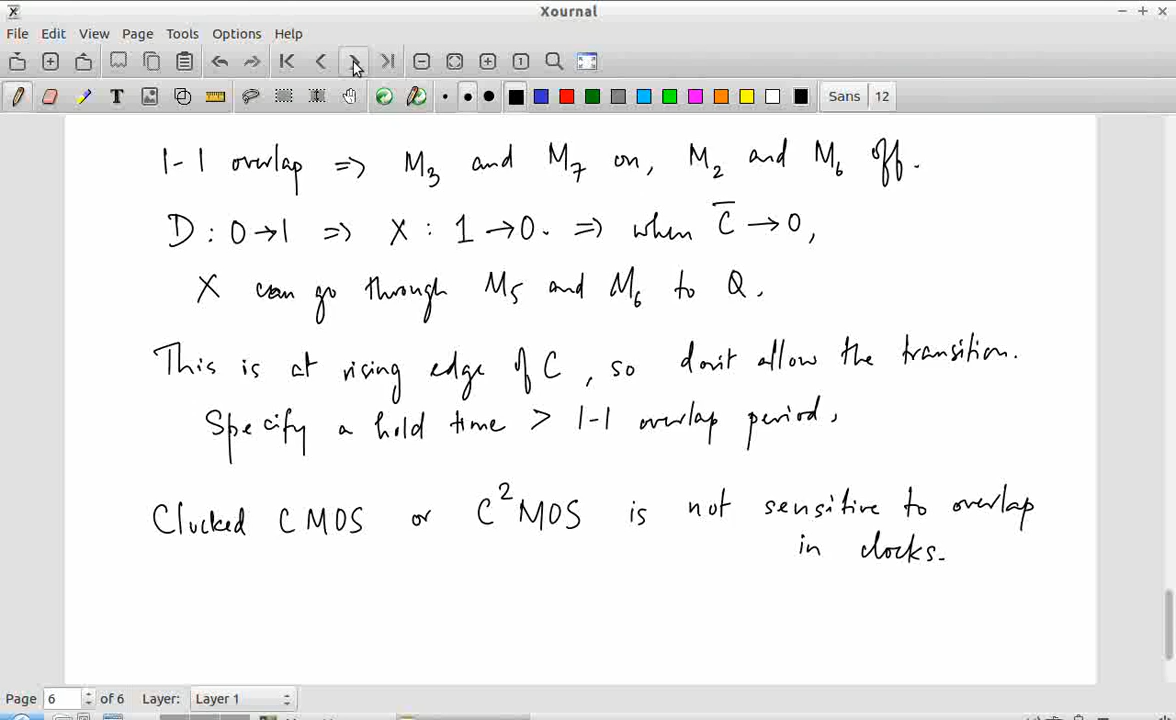 Xournal
File Edit View Page Tools Options Help
Sans 12
1-1 overlap => M3 and M7 on, M2 and M6 off.
D : 0→1 => X : 1→0. => when C̅ → 0,
X can go through M5 and M6 to Q.
This is at rising edge of C, so don't allow the transition.
Specify a hold time > 1-1 overlap period.
Clocked CMOS or C²MOS is not sensitive to overlap
in clocks.
Page 6 of 6 Layer: Layer 1